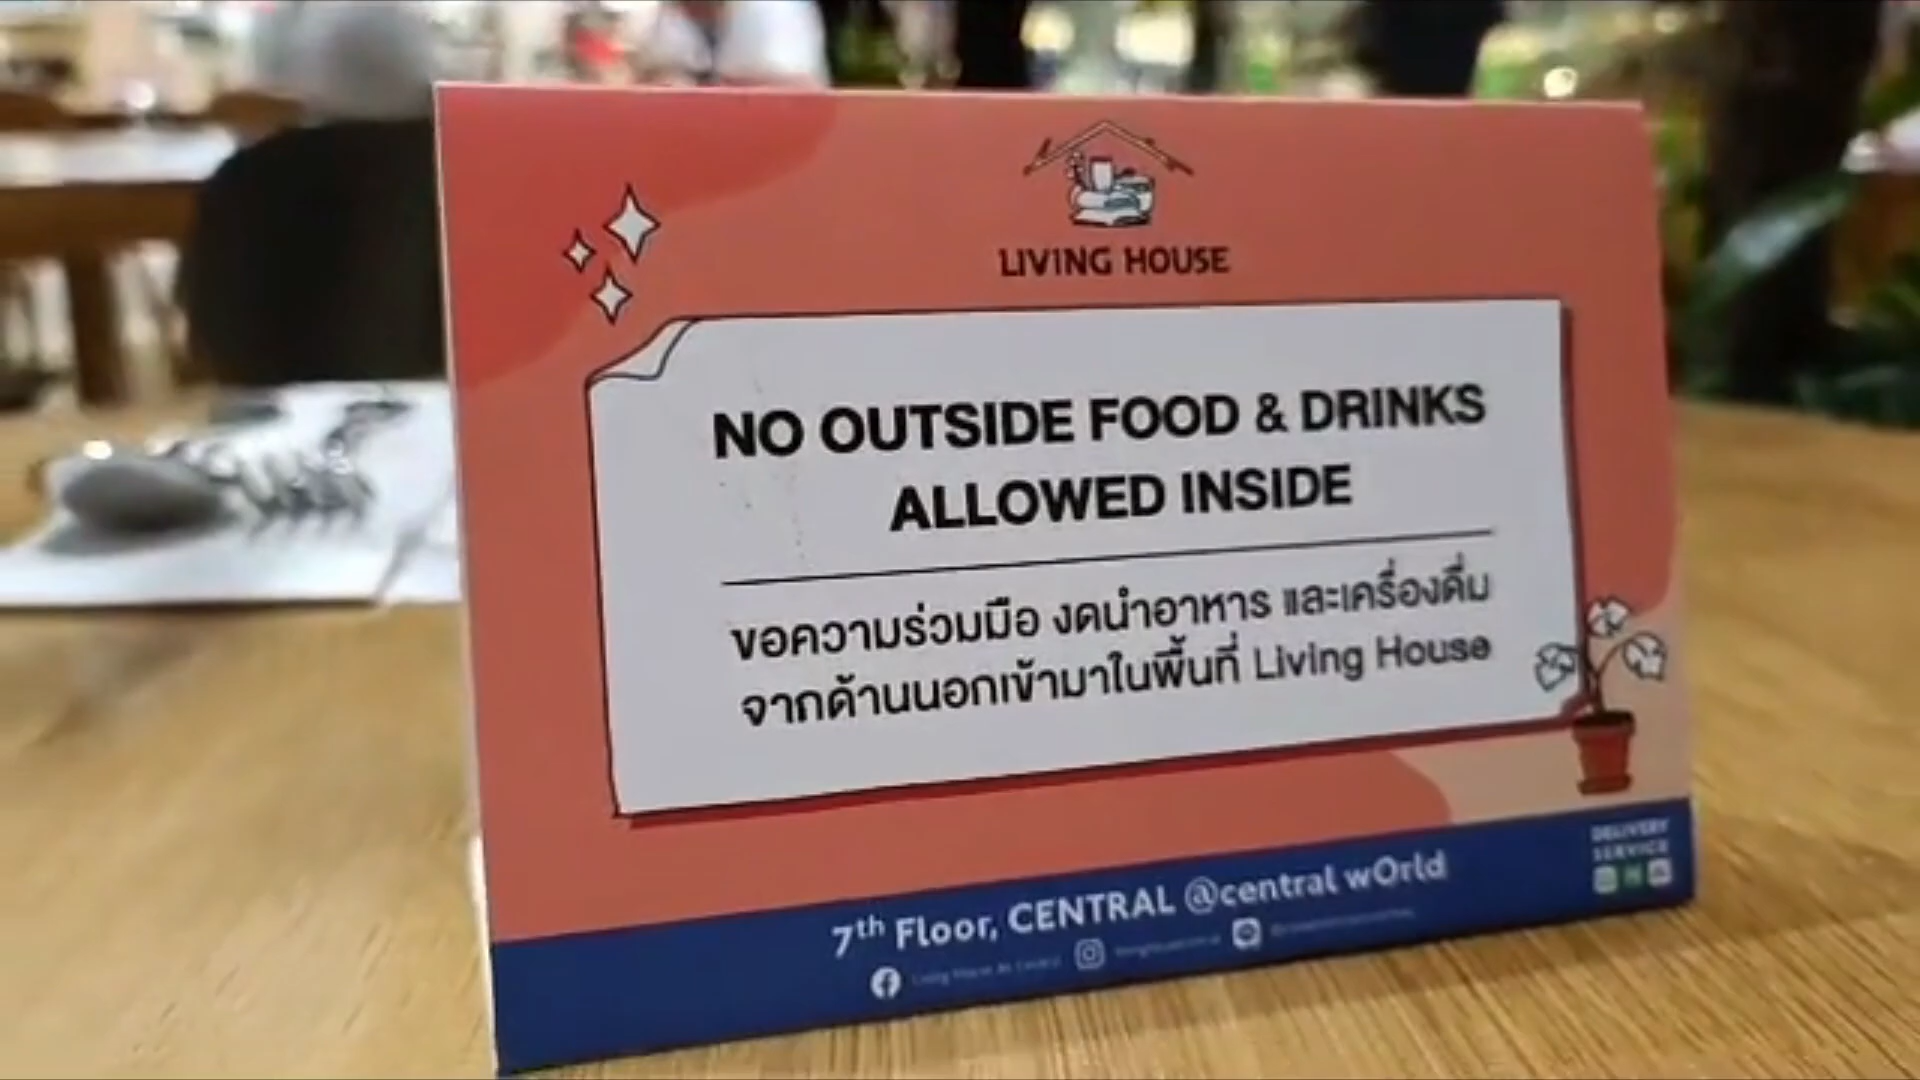 LIVING HOUSE
NO OUTSIDE FOOD & DRINKS
ALLOWED INSIDE
ขอความร่วมมือ งดนำอาหาร และเครื่องดื่ม
จากด้านนอกเข้ามาในพื้นที่ Living House
7th Floor, CENTRAL @central wOrld
DELIVERY
SERVICE